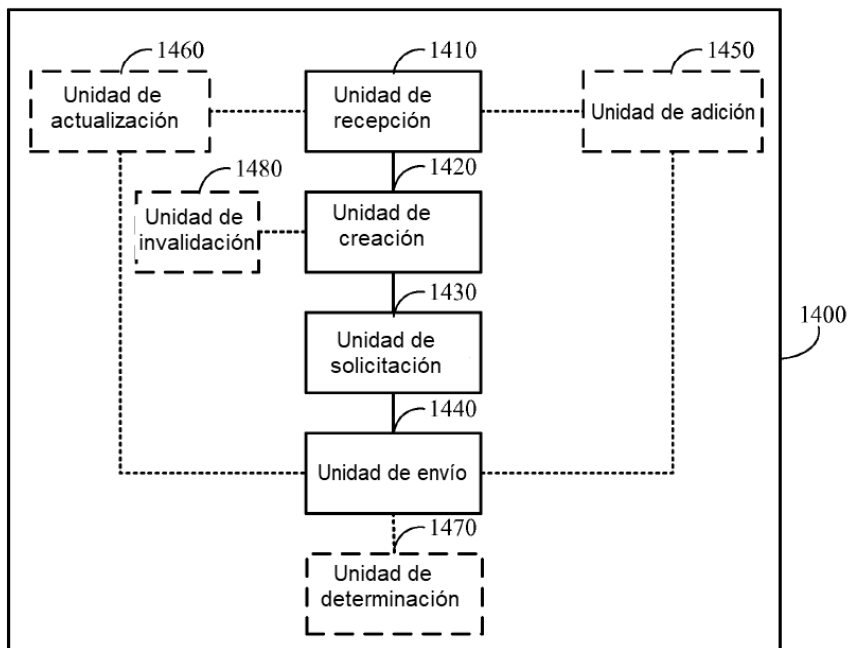 1460
1410
1450
Unidad de
actualización
Unidad de
recepción
Unidad de adición
1480
1420
Unidad de
invalidación
Unidad de
creación
1430
1400
Unidad de
solicitación
1440
Unidad de envío
1470
Unidad de
determinación